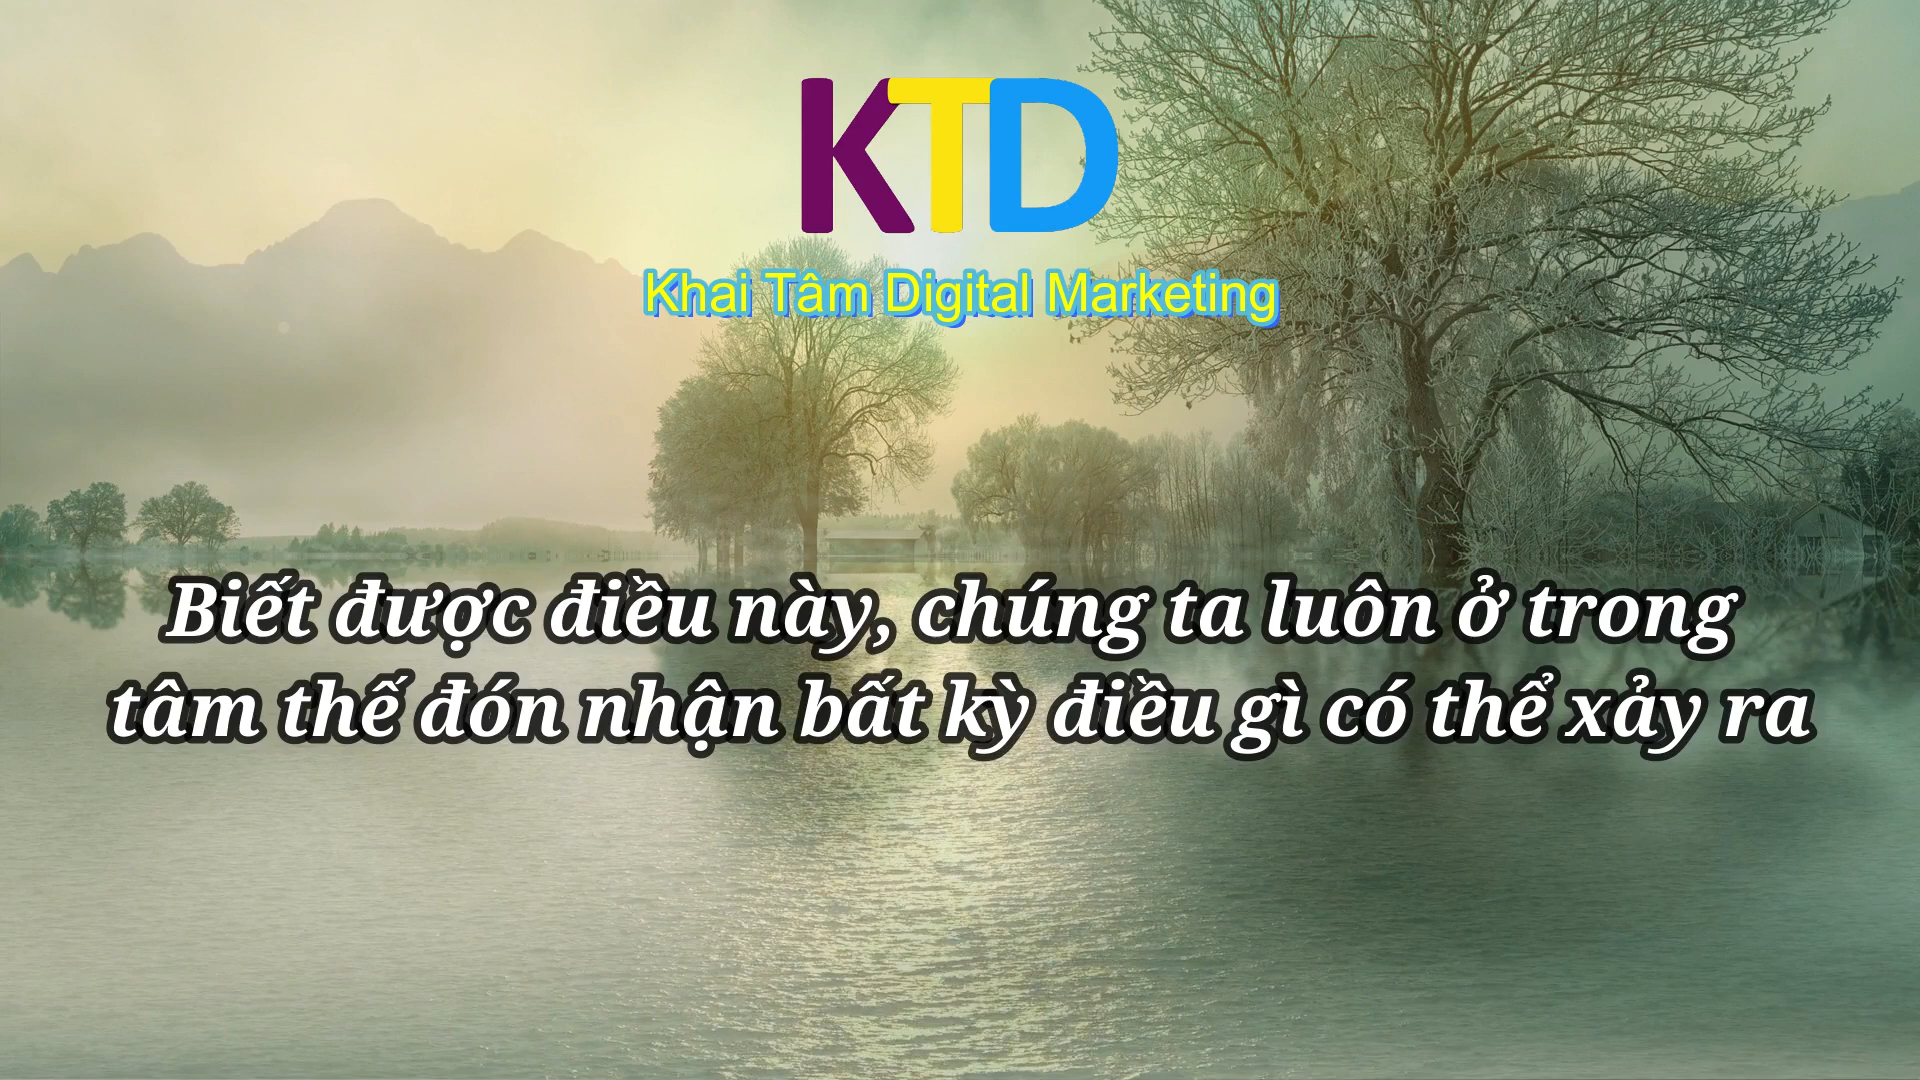 KTD
Khai Tâm Digital Marketing
Biết được điều này, chúng ta luôn ở trong
tâm thế đón nhận bất kỳ điều gì có thể xảy ra